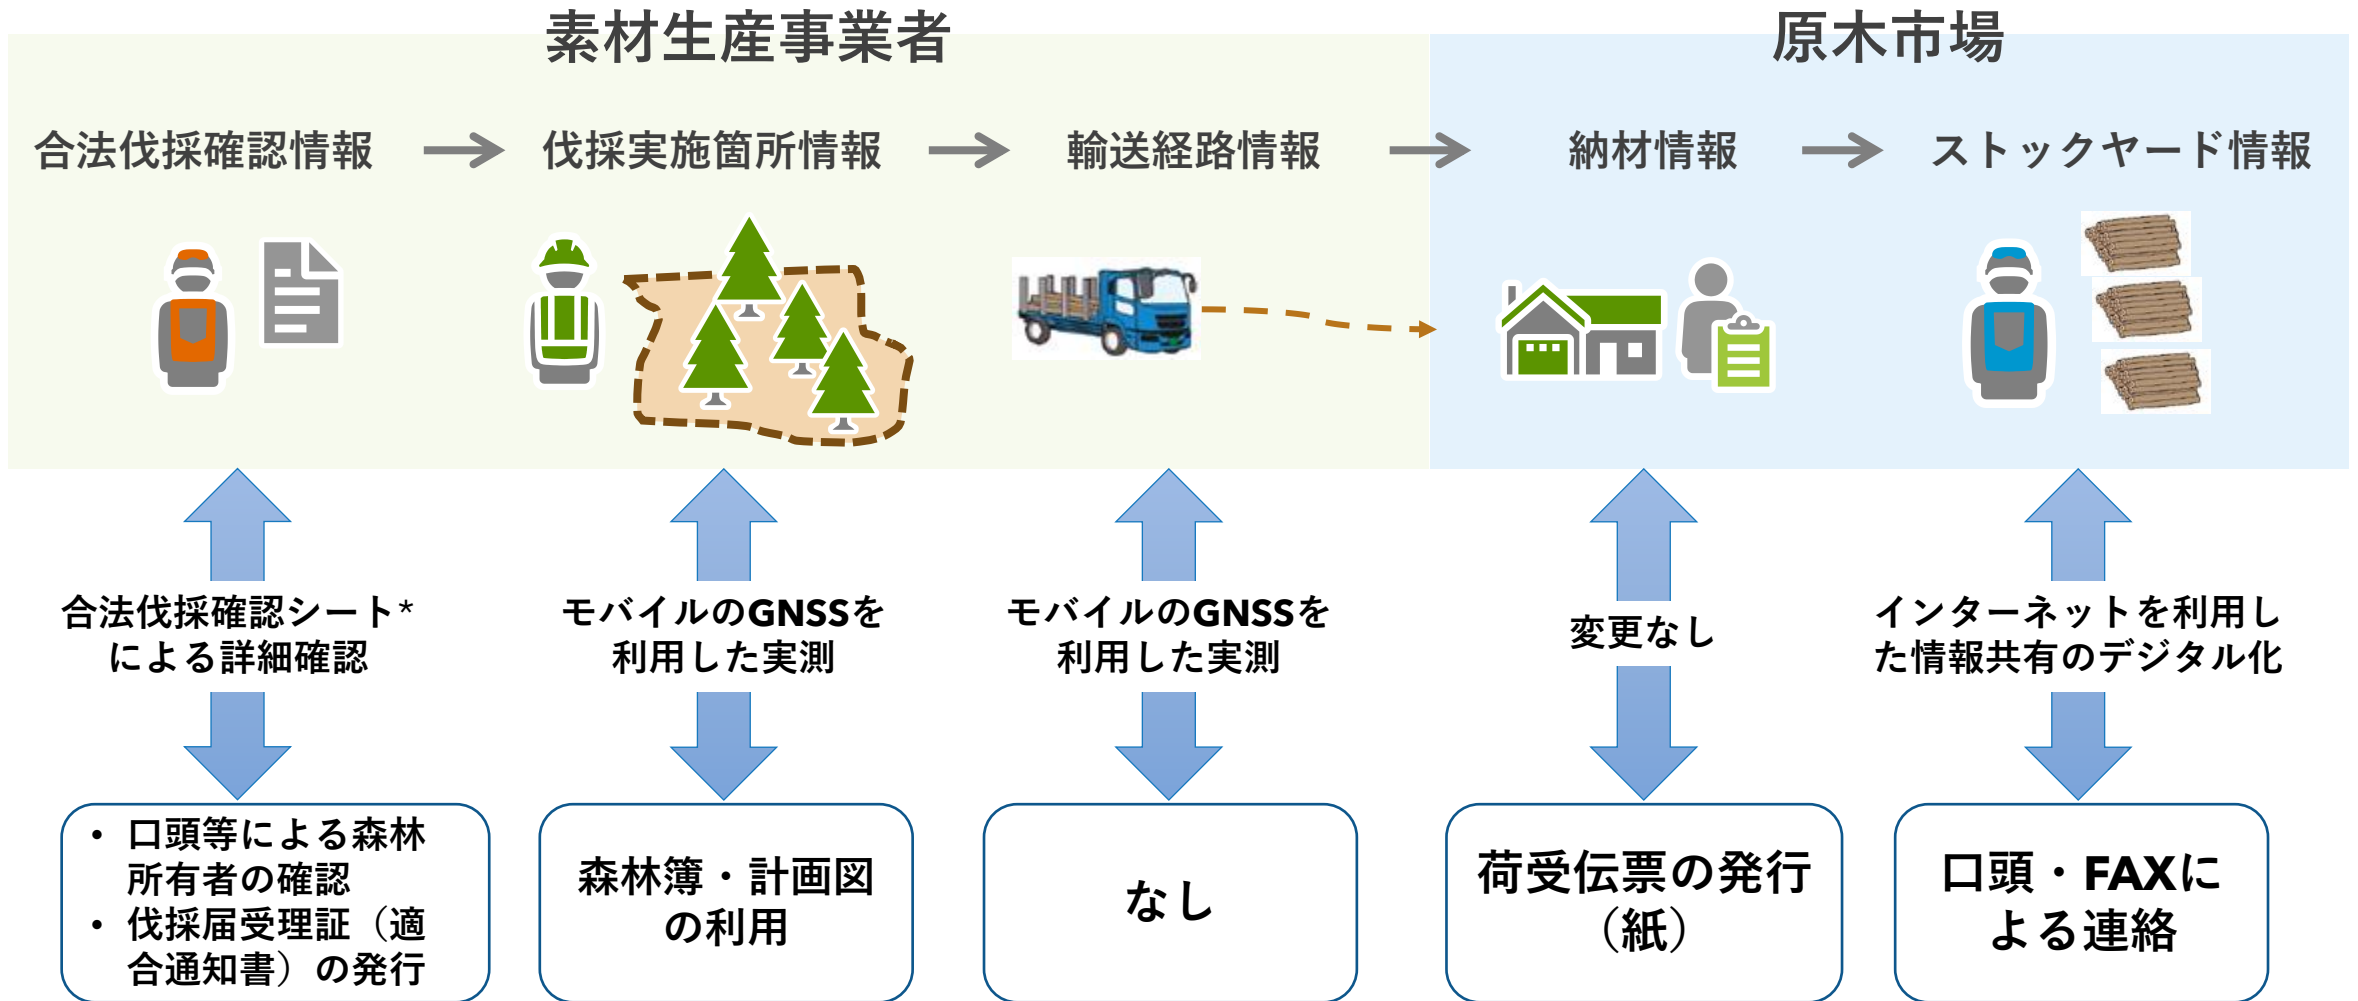 素材生産事業者
原木市場
合法伐採確認情報
伐採実施箇所情報
輸送経路情報
納材情報
ストックヤード情報
合法伐採確認シート*
による詳細確認
モバイルのGNSSを
利用した実測
モバイルのGNSSを
利用した実測
変更なし
インターネットを利用し
た情報共有のデジタル化
• 口頭等による森林
所有者の確認
• 伐採届受理証（適
合通知書）の発行
森林簿・計画図
の利用
なし
荷受伝票の発行
（紙）
口頭・FAXに
よる連絡